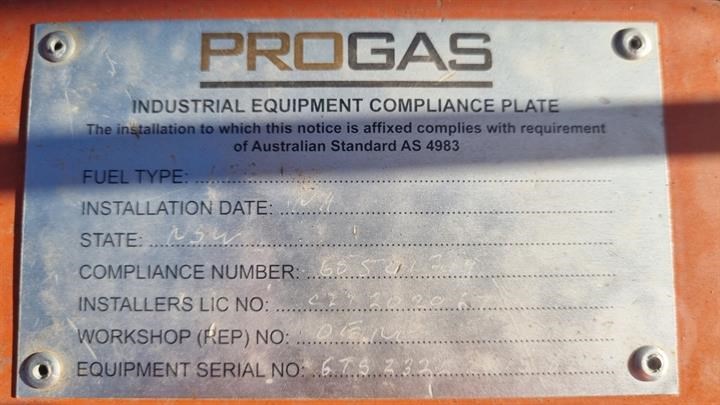 PROGAS
INDUSTRIAL EQUIPMENT COMPLIANCE PLATE
The installation to which this notice is affixed complies with requirement
of Australian Standard AS 4983
FUEL TYPE:
INSTALLATION DATE:
STATE: NSW
COMPLIANCE NUMBER:
INSTALLERS LIC NO:
WORKSHOP (REP) NO:
EQUIPMENT SERIAL NO: